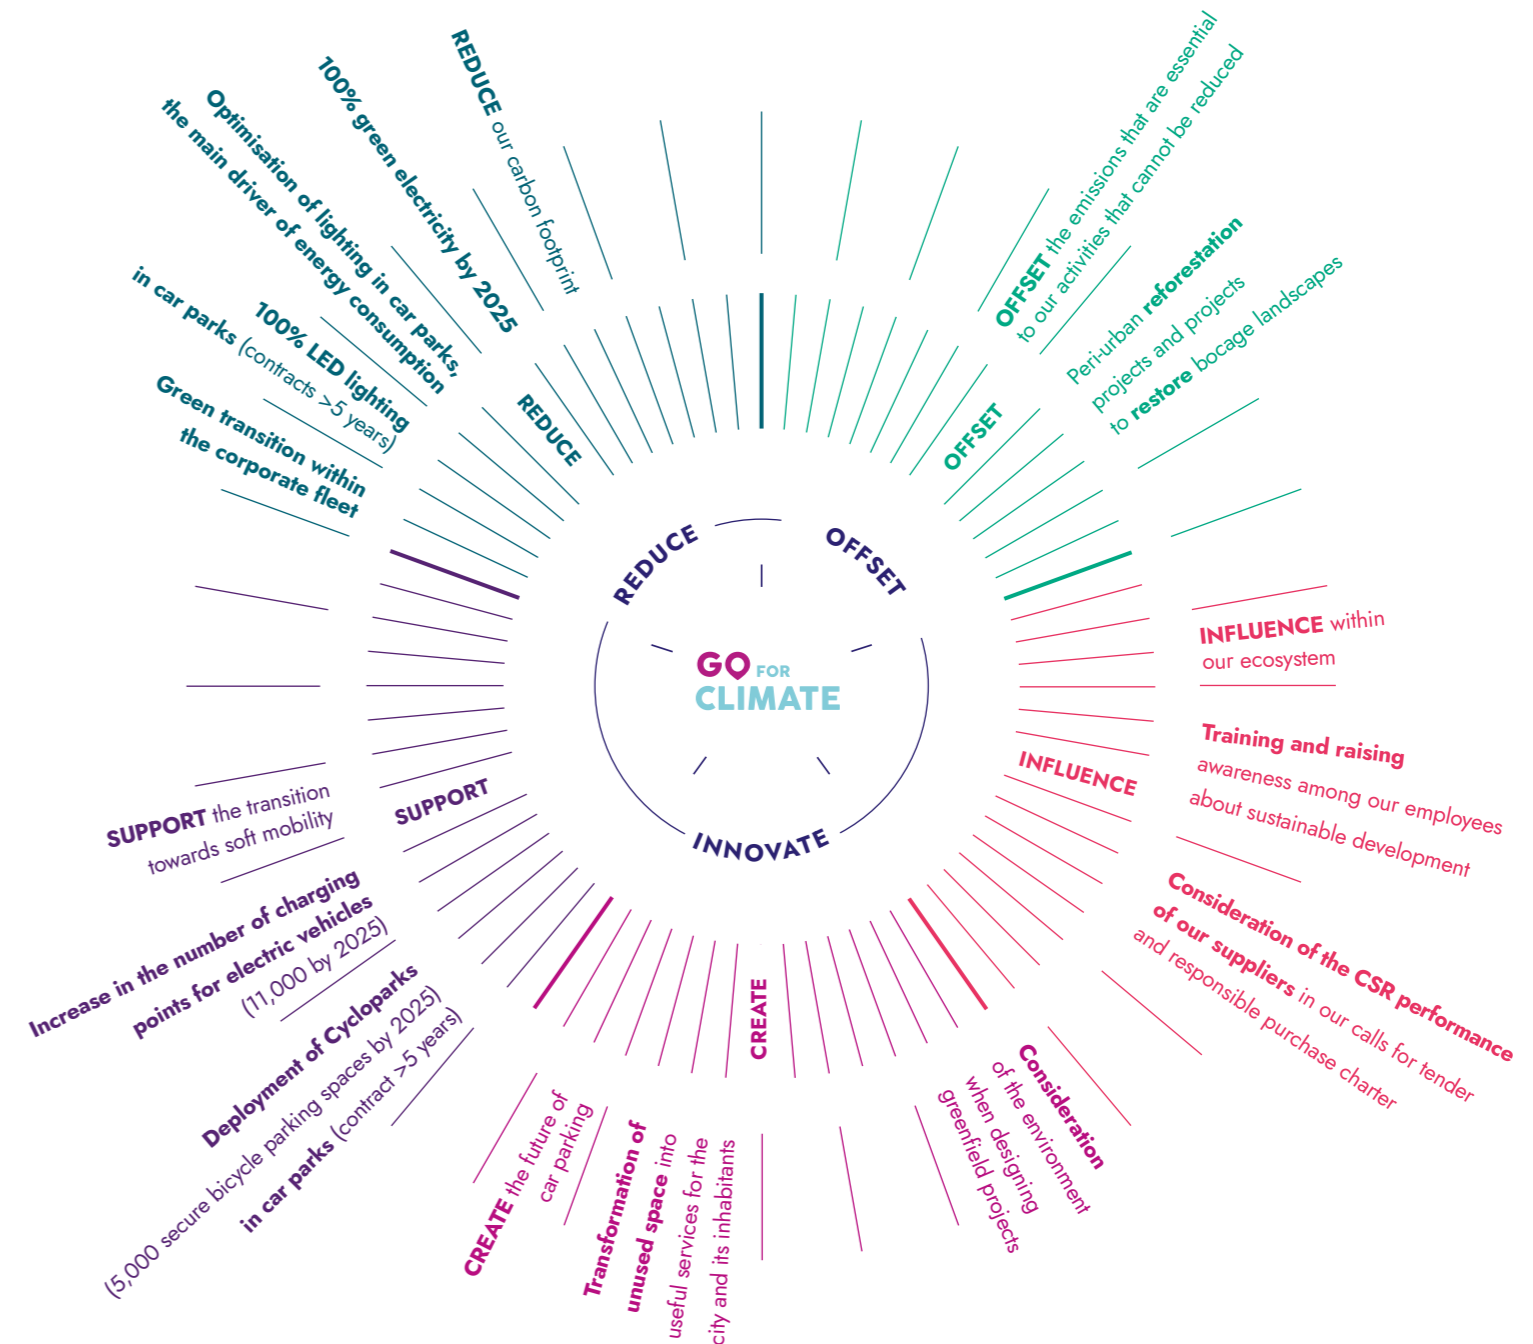 GO FOR
CLIMATE
REDUCE
OFFSET
INNOVATE
REDUCE
REDUCE our carbon footprint
100% green electricity by 2025
Optimisation of lighting in car parks,
the main driver of energy consumption
100% LED lighting
in car parks (contracts >5 years)
Green transition within
the corporate fleet
OFFSET
OFFSET the emissions that are essential
to our activities that cannot be reduced
Peri-urban reforestation
projects and projects
to restore bocage landscapes
INFLUENCE
INFLUENCE within
our ecosystem
Training and raising
awareness among our employees
about sustainable development
Consideration of the CSR performance
of our suppliers in our calls for tender
and responsible purchase charter
CREATE
CREATE the future of
car parking
Transformation of
unused space into
useful services for the
city and its inhabitants
Consideration
of the environment
when designing
greenfield projects
SUPPORT
SUPPORT the transition
towards soft mobility
Increase in the number of charging
points for electric vehicles
(11,000 by 2025)
Deployment of Cycloparks
(5,000 secure bicycle parking spaces by 2025)
in car parks (contract >5 years)